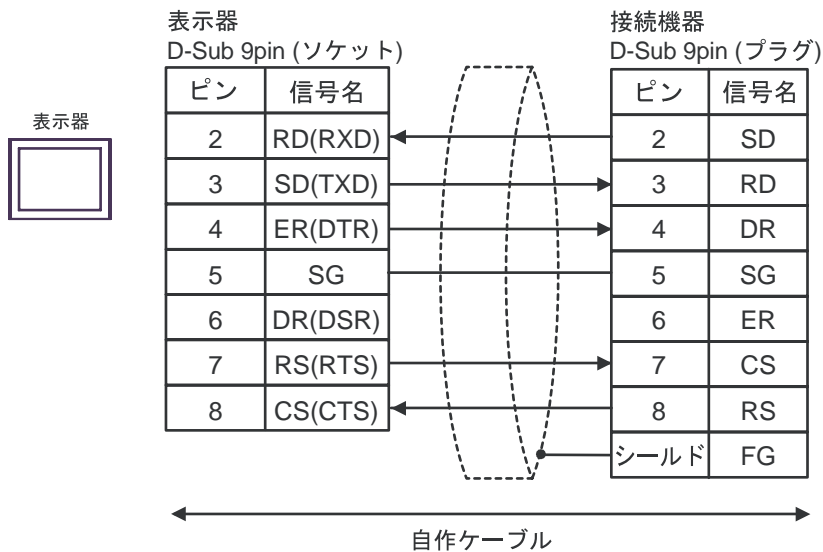 表示器
表示器
D-Sub 9pin (ソケット)
ピン 信号名
2 RD(RXD)
3 SD(TXD)
4 ER(DTR)
5 SG
6 DR(DSR)
7 RS(RTS)
8 CS(CTS)
接続機器
D-Sub 9pin (プラグ)
ピン 信号名
2 SD
3 RD
4 DR
5 SG
6 ER
7 CS
8 RS
シールド FG
自作ケーブル